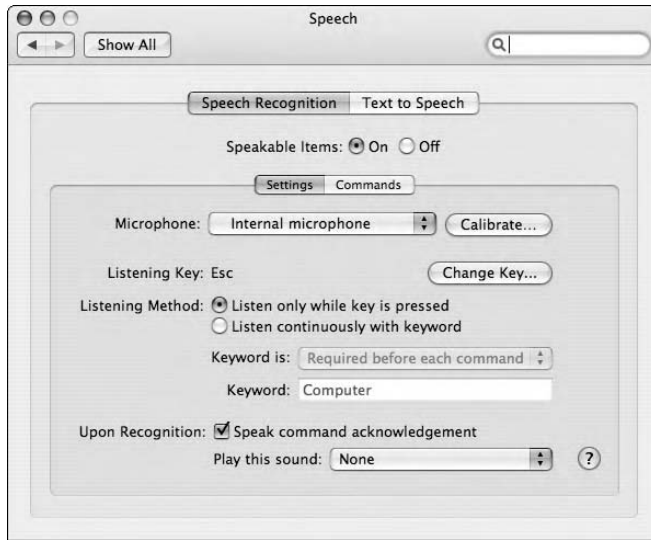 Speech
Show All
Speech Recognition Text to Speech
Speakable Items: On Off
Settings Commands
Microphone: Internal microphone Calibrate...
Listening Key: Esc Change Key...
Listening Method: Listen only while key is pressed
Listen continuously with keyword
Keyword is: Required before each command
Keyword: Computer
Upon Recognition: Speak command acknowledgement
Play this sound: None ?